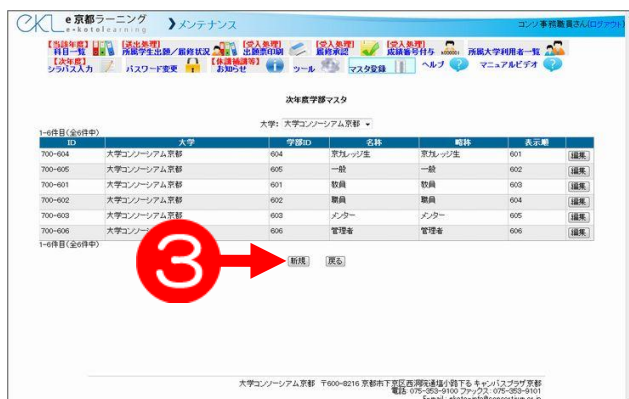 e京都ラーニング
e-kyotolearning
メンテナンス
コンソ事務職員さん(ログアウト)
【当該年度】
科目一覧
【送出処理】
所属学生出願/履修状況
【受入処理】
出願票印刷
【受入処理】
履修承認
【受入処理】
成績番号付与
所属大学利用者一覧
【次年度】
シラバス入力
パスワード変更
【休講補講等】
お知らせ
ツール
マスタ登録
ヘルプ
マニュアルビデオ
次年度学部マスタ
大学: 大学コンソーシアム京都
1-6件目(全6件中)
ID 大学 学部ID 名称 略称 表示順
700-604 大学コンソーシアム京都 604 京カレッジ生 京カレッジ生 601 編集
700-605 大学コンソーシアム京都 605 一般 一般 602 編集
700-601 大学コンソーシアム京都 601 教員 教員 603 編集
700-602 大学コンソーシアム京都 602 職員 職員 604 編集
700-603 大学コンソーシアム京都 603 メンター メンター 605 編集
700-606 大学コンソーシアム京都 606 管理者 管理者 606 編集
1-6件目(全6件中)
3
新規 戻る
大学コンソーシアム京都 〒600-8216 京都市下京区西洞院通塩小路下る キャンパスプラザ京都
電話: 075-353-9100 ファックス: 075-353-9101